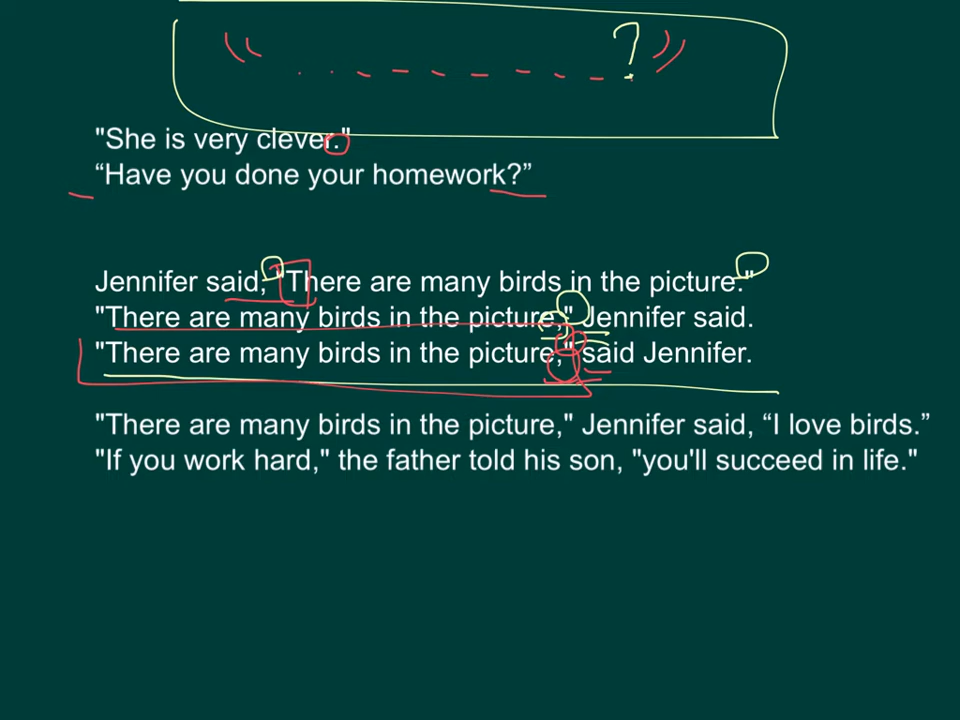 " ?"
"She is very clever."
“Have you done your homework?”
Jennifer said, "There are many birds in the picture."
"There are many birds in the picture," Jennifer said.
"There are many birds in the picture," said Jennifer.
"There are many birds in the picture," Jennifer said, “I love birds.”
"If you work hard," the father told his son, "you'll succeed in life."